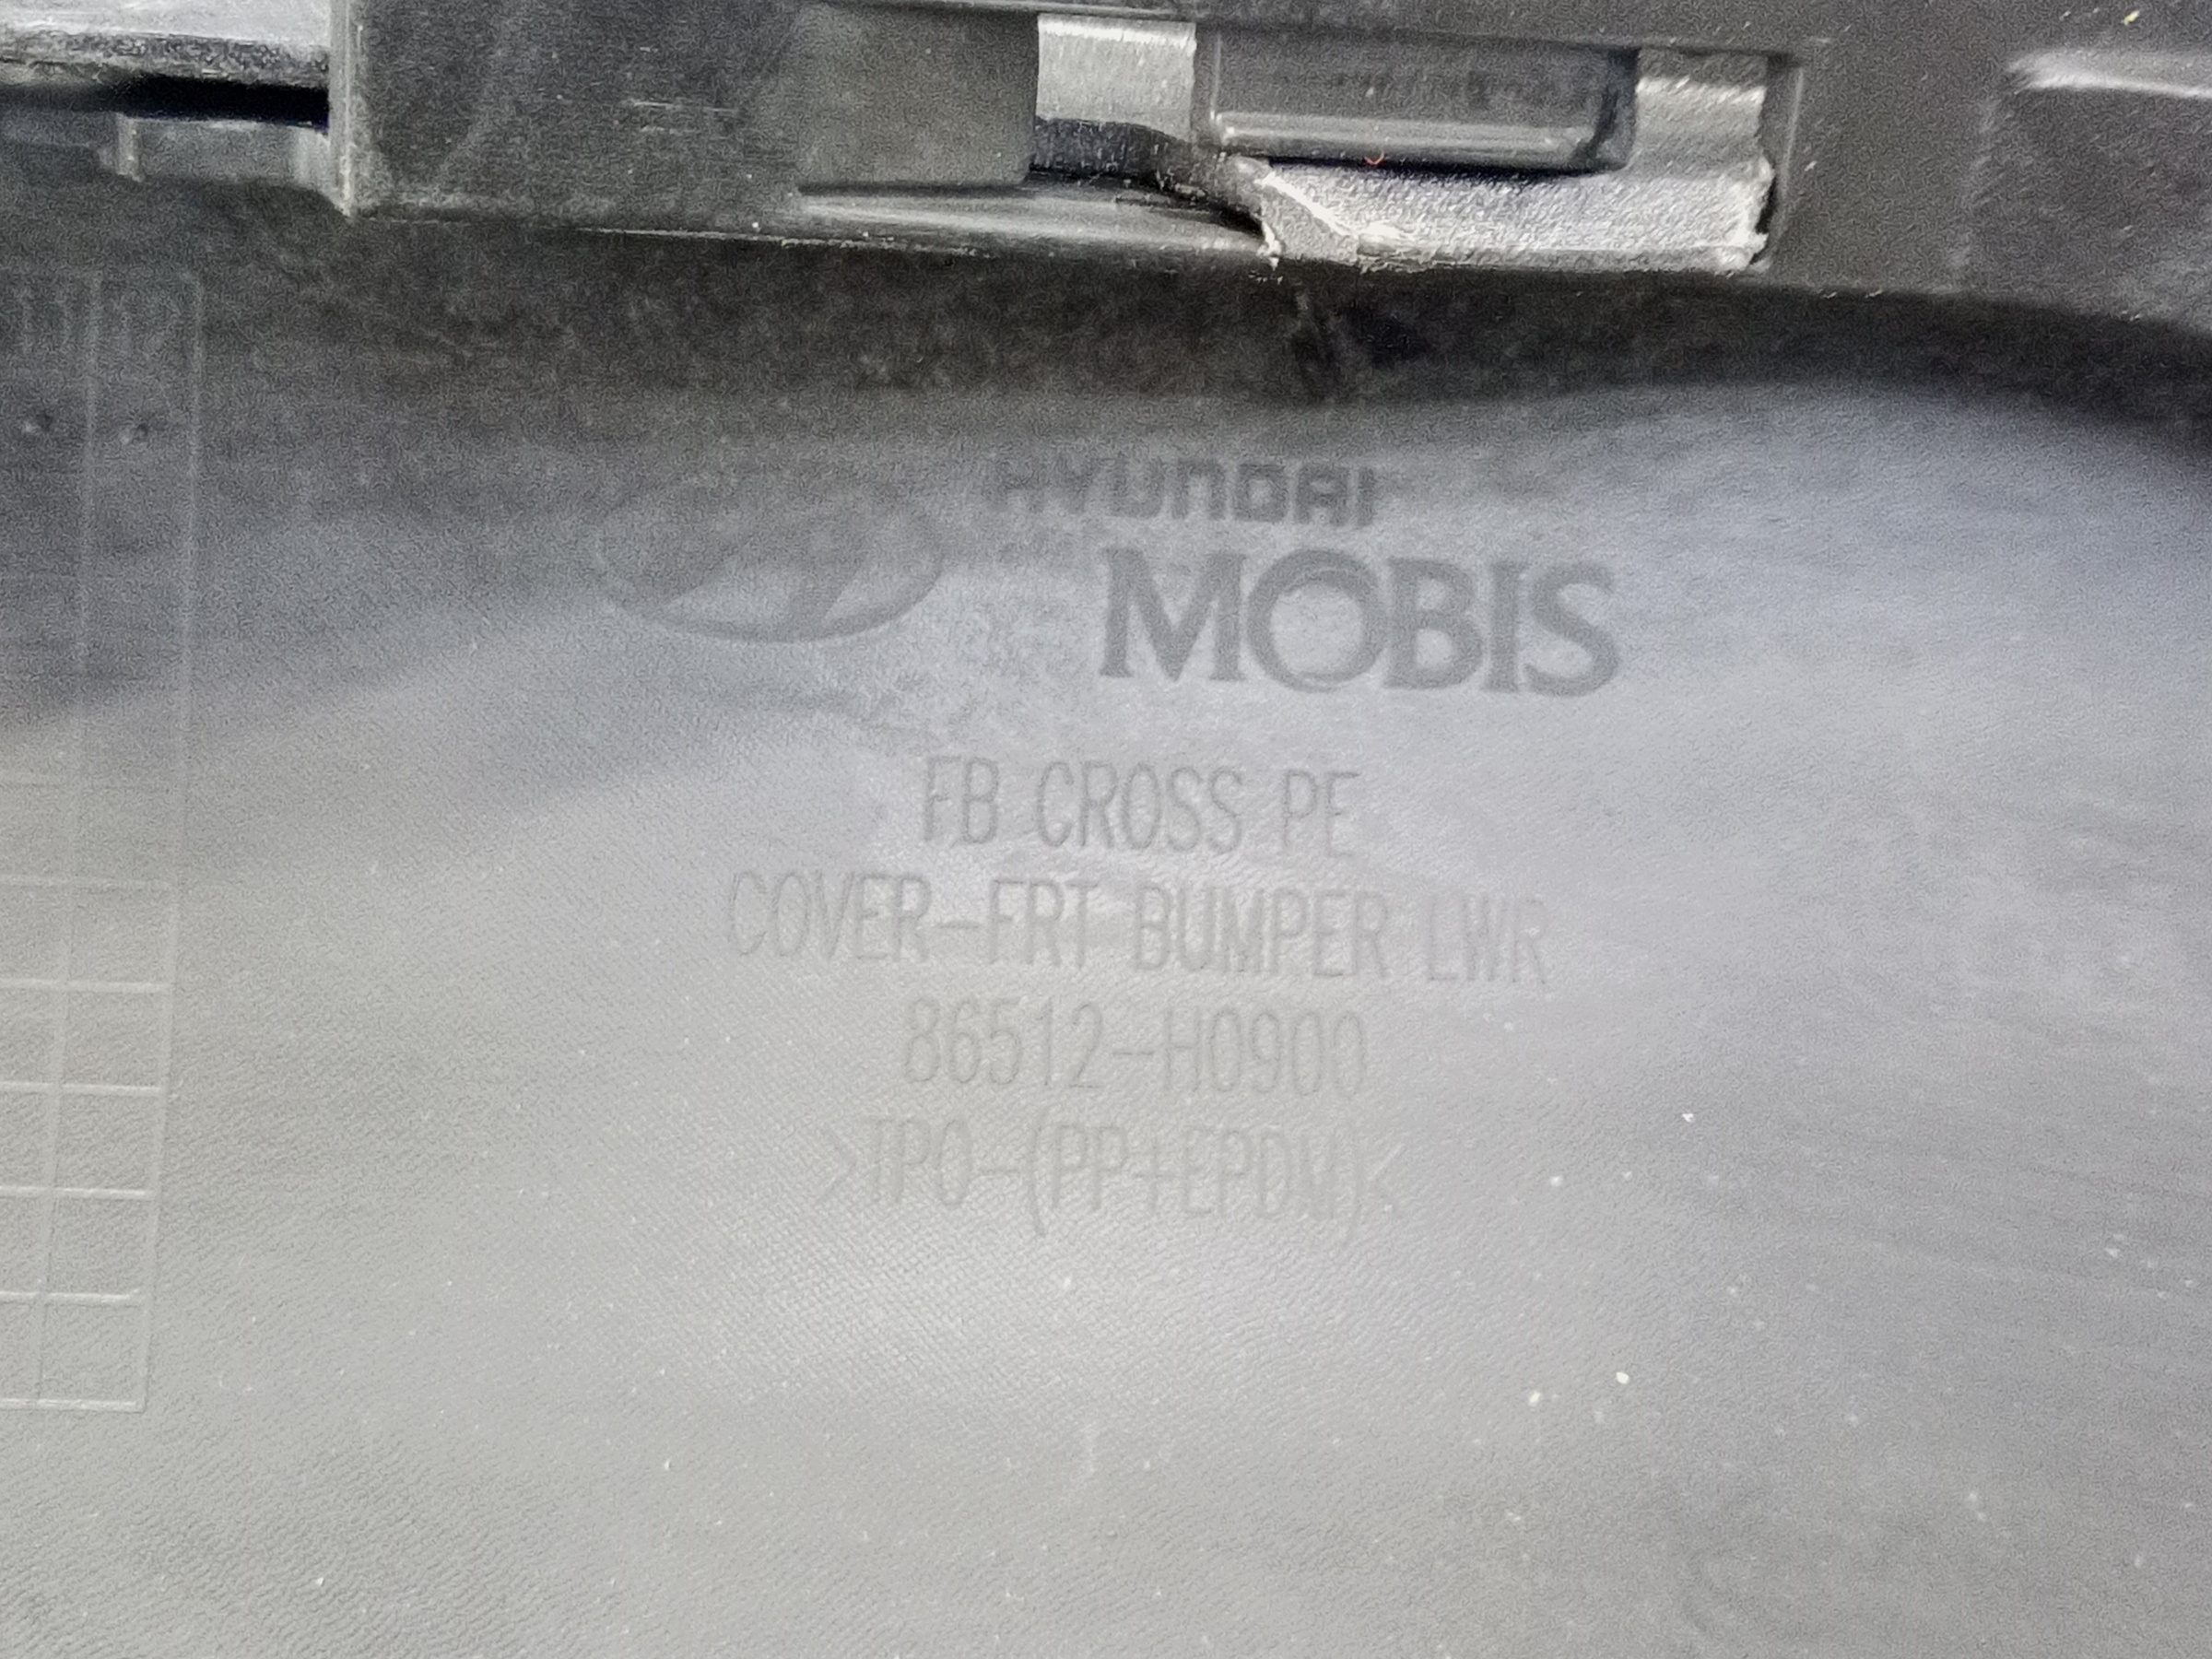 HYUNDAI
MOBIS
FB CROSS PE
COVER-FRT BUMPER LWR
86512-H0900
>TPO-(PP+EPDM)<